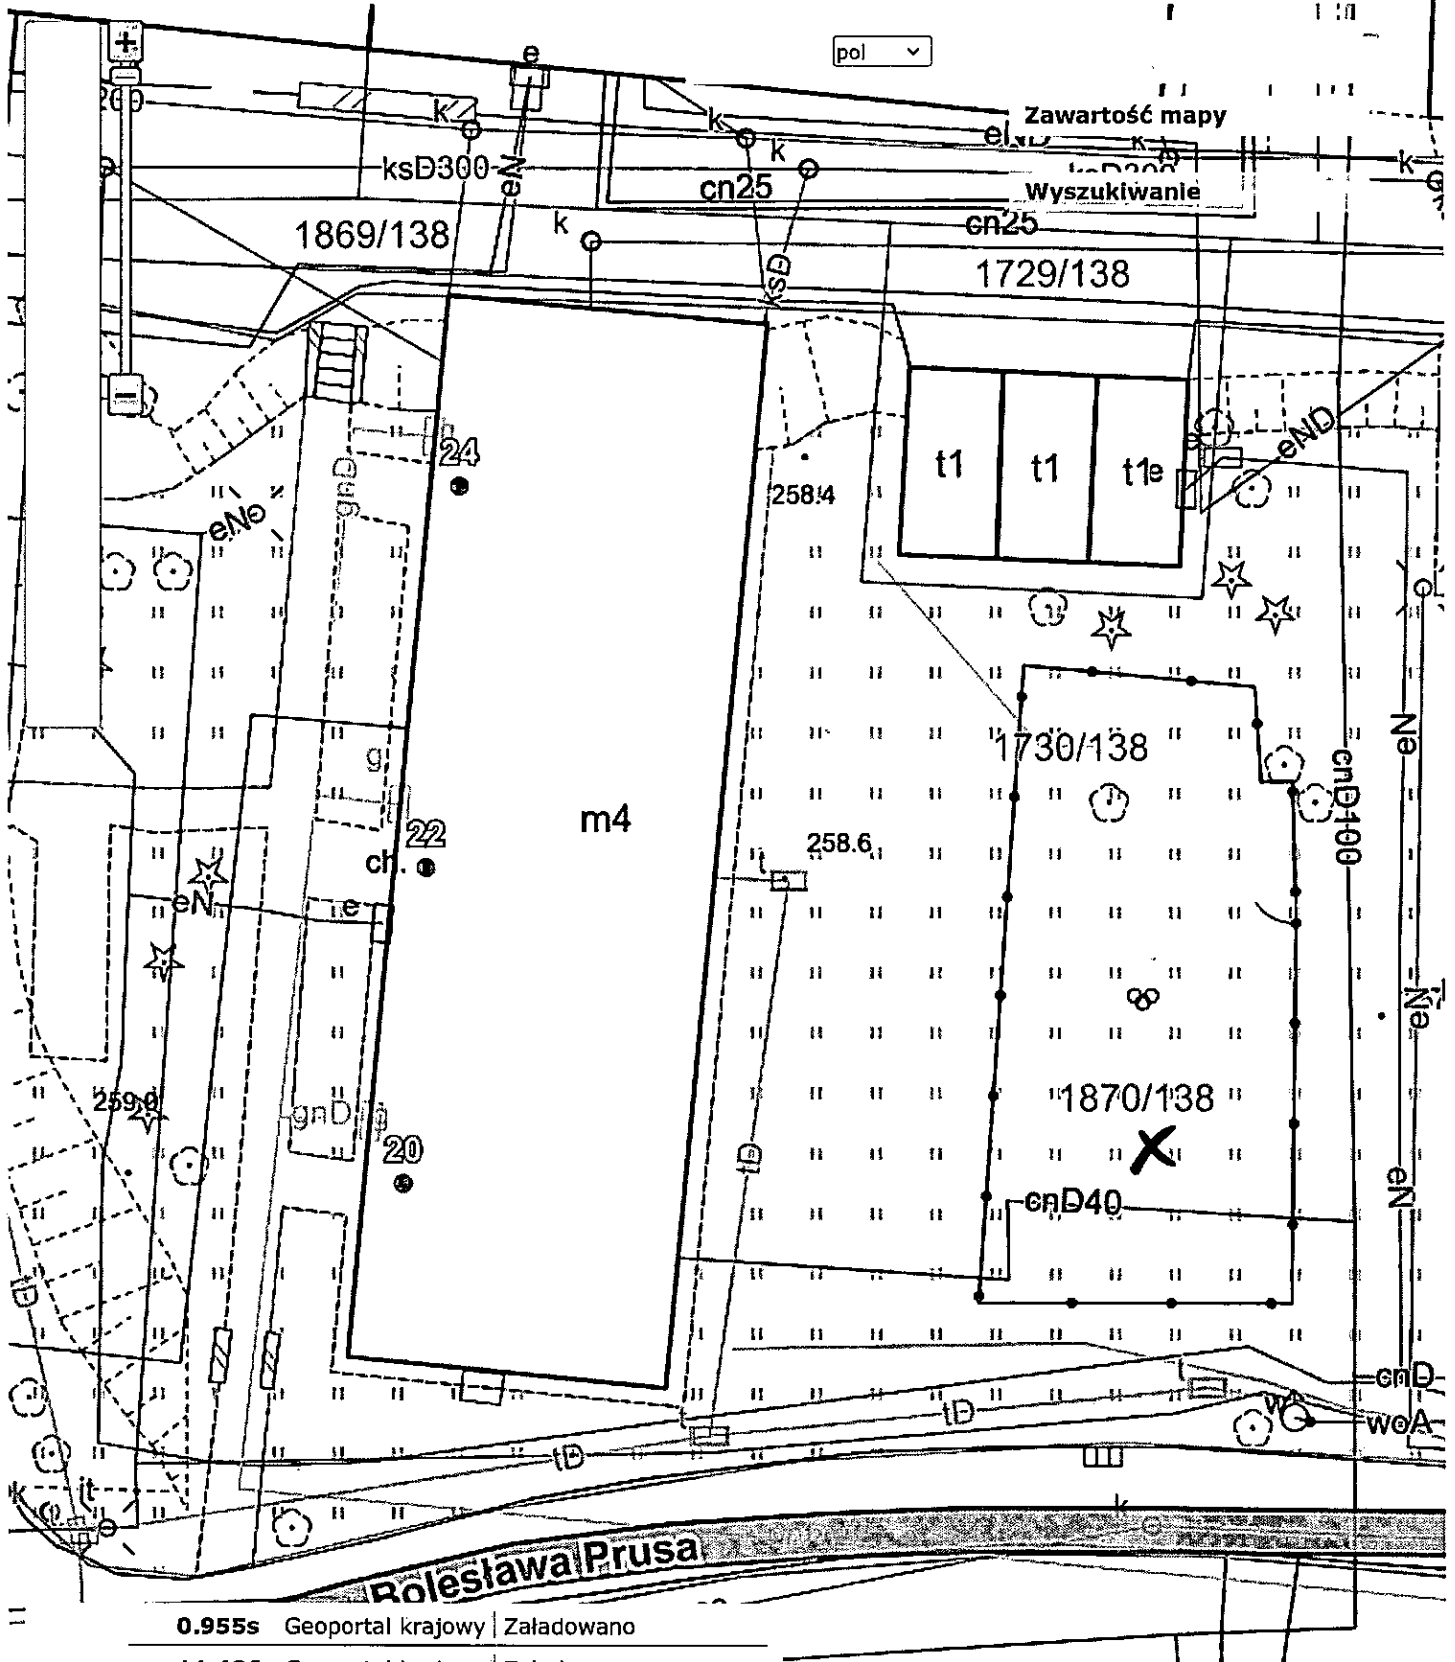 pol
e
Zawartość mapy
k
k
k
k
ksD300
eN
cn25
Wyszukiwanie
k
cn25
1869/138
1729/138
ksD
24
t1
t1
t1
e
eND
258.4
eN
1730/138
eN
cnD100
g
m4
22
258.6
ch.
t
eN
e
eN
1870/138
259.0
gnD
20
tD
cnD40
eN
tD
t
cnD
tD
w
woA
t
tD
k
it
k
Bolesława Prusa
0.955s Geoportal krajowy | Załadowano